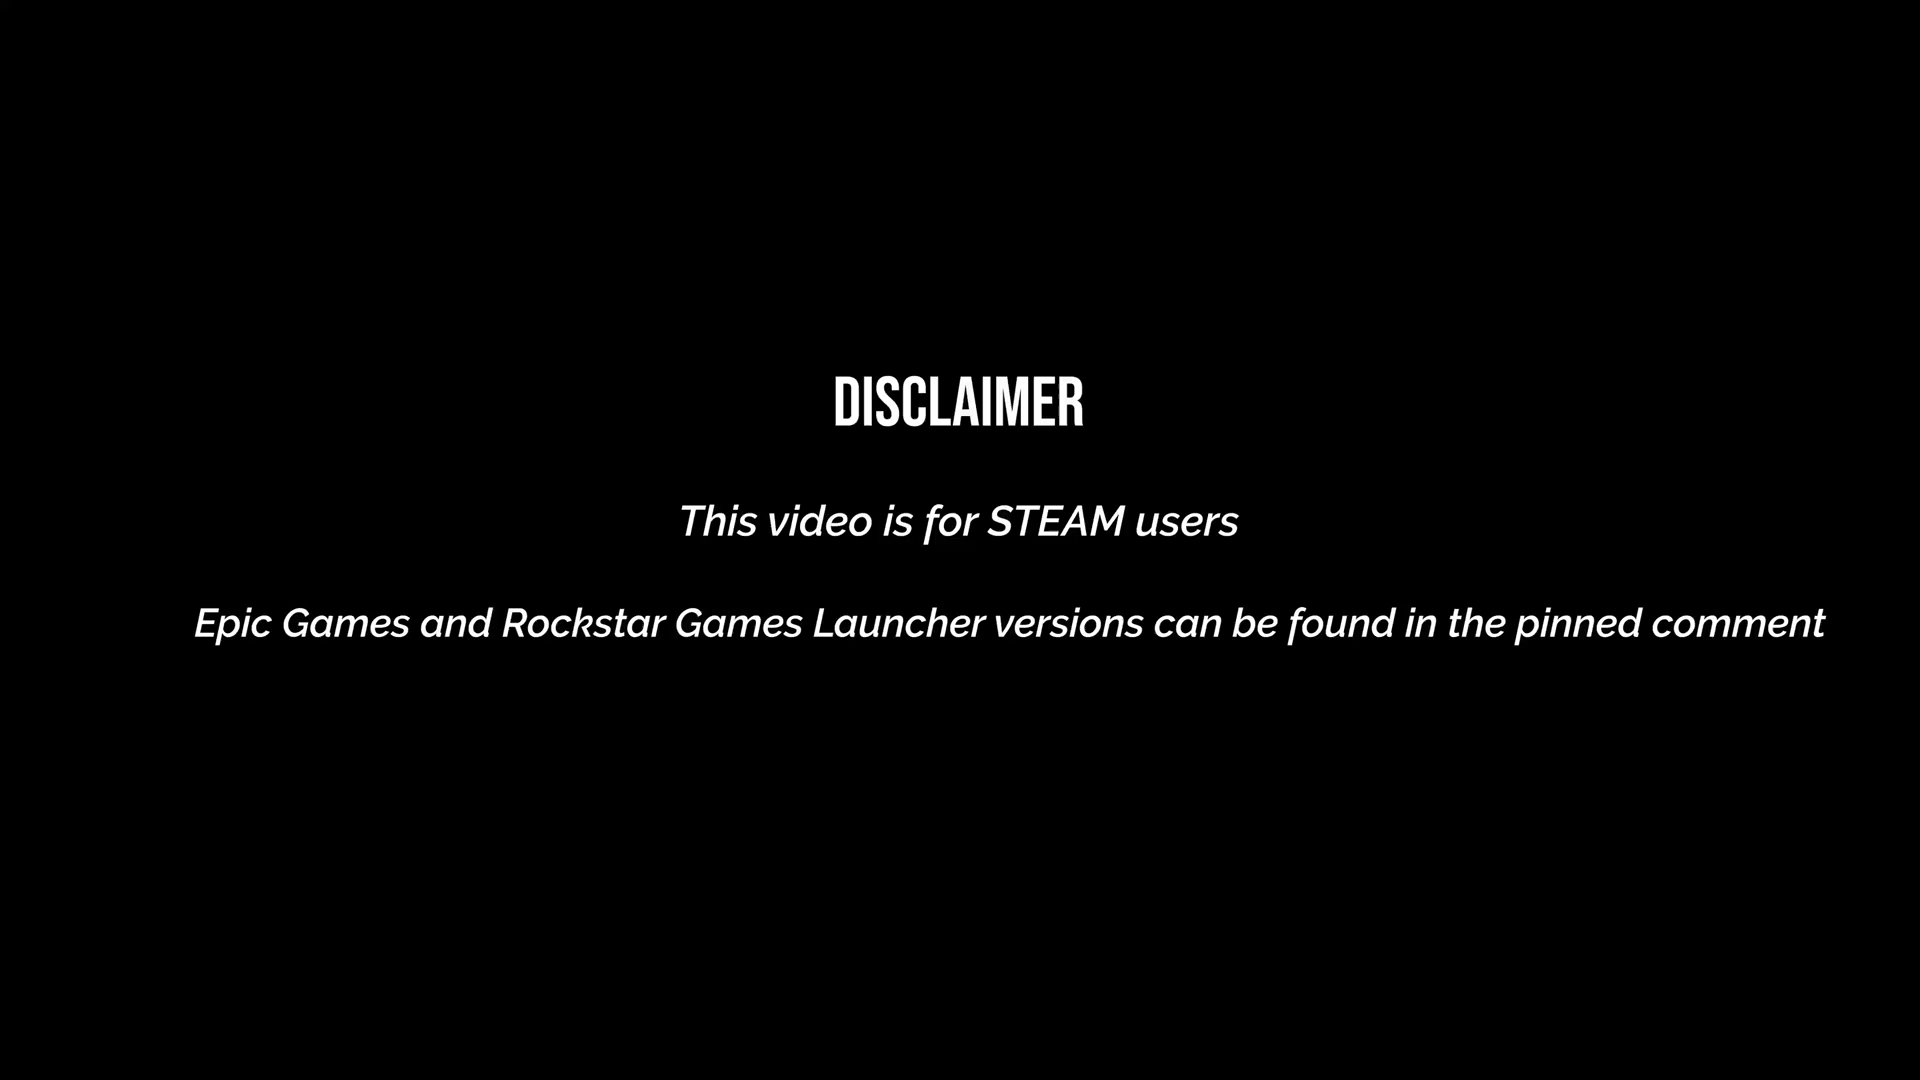 DISCLAIMER
This video is for STEAM users
Epic Games and Rockstar Games Launcher versions can be found in the pinned comment